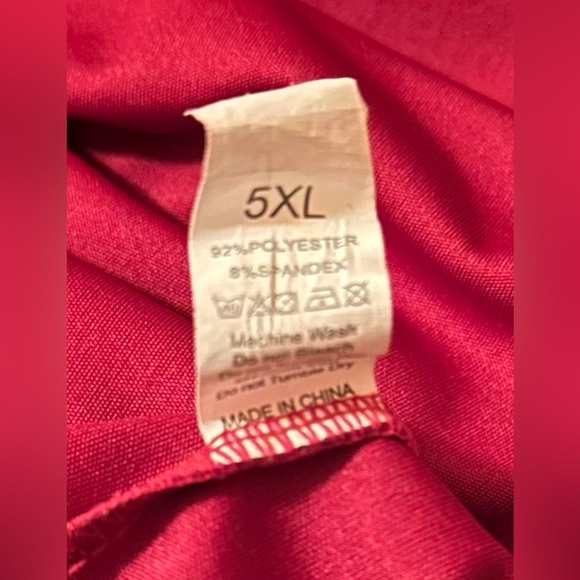 5XL
92%POLYESTER
8%SPANDEX
Machine Wash
Do not Bleach
Do not Tumble Dry
MADE IN CHINA